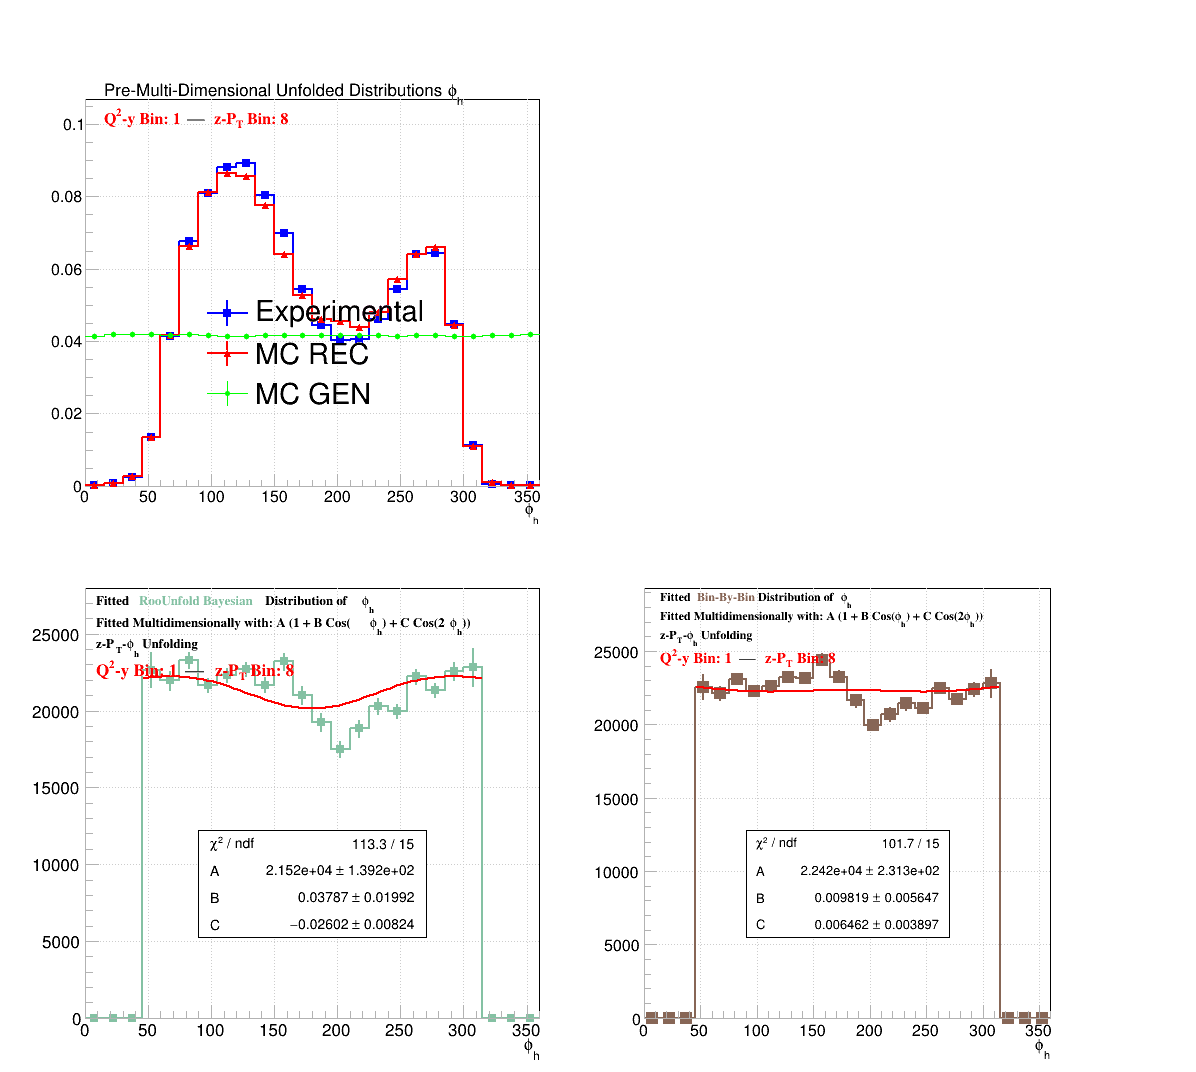 Pre-Multi-Dimensional Unfolded Distributions ϕh
Q2-y Bin: 1 — z-PT Bin: 8
0.1
0.08
0.06
0.04
0.02
0
Experimental
MC REC
MC GEN
0 50 100 150 200 250 300 350
ϕh
Fitted RooUnfold Bayesian Distribution of ϕh
Fitted Multidimensionally with: A (1 + B Cos( ϕh) + C Cos(2 ϕh))
z-PT-ϕh Unfolding
Q2-y Bin: 1 — z-PT Bin: 8
25000
20000
15000
10000
5000
0
χ2 / ndf 113.3 / 15
A 2.152e+04 ± 1.392e+02
B 0.03787 ± 0.01992
C −0.02602 ± 0.00824
0 50 100 150 200 250 300 350
ϕh
Fitted Bin-By-Bin Distribution of ϕh
Fitted Multidimensionally with: A (1 + B Cos(ϕh) + C Cos(2ϕh))
z-PT-ϕh Unfolding
Q2-y Bin: 1 — z-PT Bin: 8
25000
20000
15000
10000
5000
0
χ2 / ndf 101.7 / 15
A 2.242e+04 ± 2.313e+02
B 0.009819 ± 0.005647
C 0.006462 ± 0.003897
0 50 100 150 200 250 300 350
ϕh